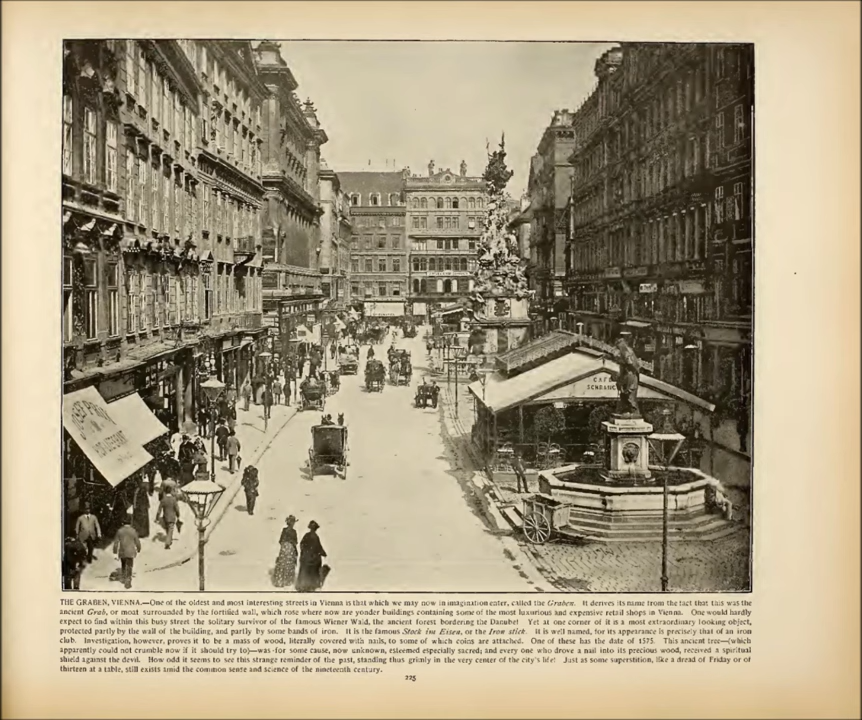 CAFE
THE GRABEN, VIENNA.—One of the oldest and most interesting streets in Vienna is that which we may now in imagination enter, called the Graben. It derives its name from the fact that this was the
ancient Grab, or moat surrounded by the fortified wall, which rose where now are yonder buildings containing some of the most luxurious and expensive retail shops in Vienna. One would hardly
expect to find within this busy street the solitary survivor of the famous Wiener Wald, the ancient forest bordering the Danube! Yet at one corner of it is a most extraordinary looking object,
protected partly by the wall of the building, and partly by some bands of iron. It is the famous Stock im Eisen, or the Iron stick. It is well named, for its appearance is precisely that of an iron
club. Investigation, however, proves it to be a mass of wood, literally covered with nails, to some of which coins are attached. One of these has the date of 1575. This ancient tree—(which
apparently could not crumble now if it should try to)—was for some cause, now unknown, esteemed especially sacred; and every one who drove a nail into its precious wood, received a spiritual
shield against the devil. How odd it seems to see this strange reminder of the past, standing thus grimly in the very center of the city's life! Just as some superstition, like a dread of Friday or of
thirteen at a table, still exists amid the common sense and science of the nineteenth century.
225